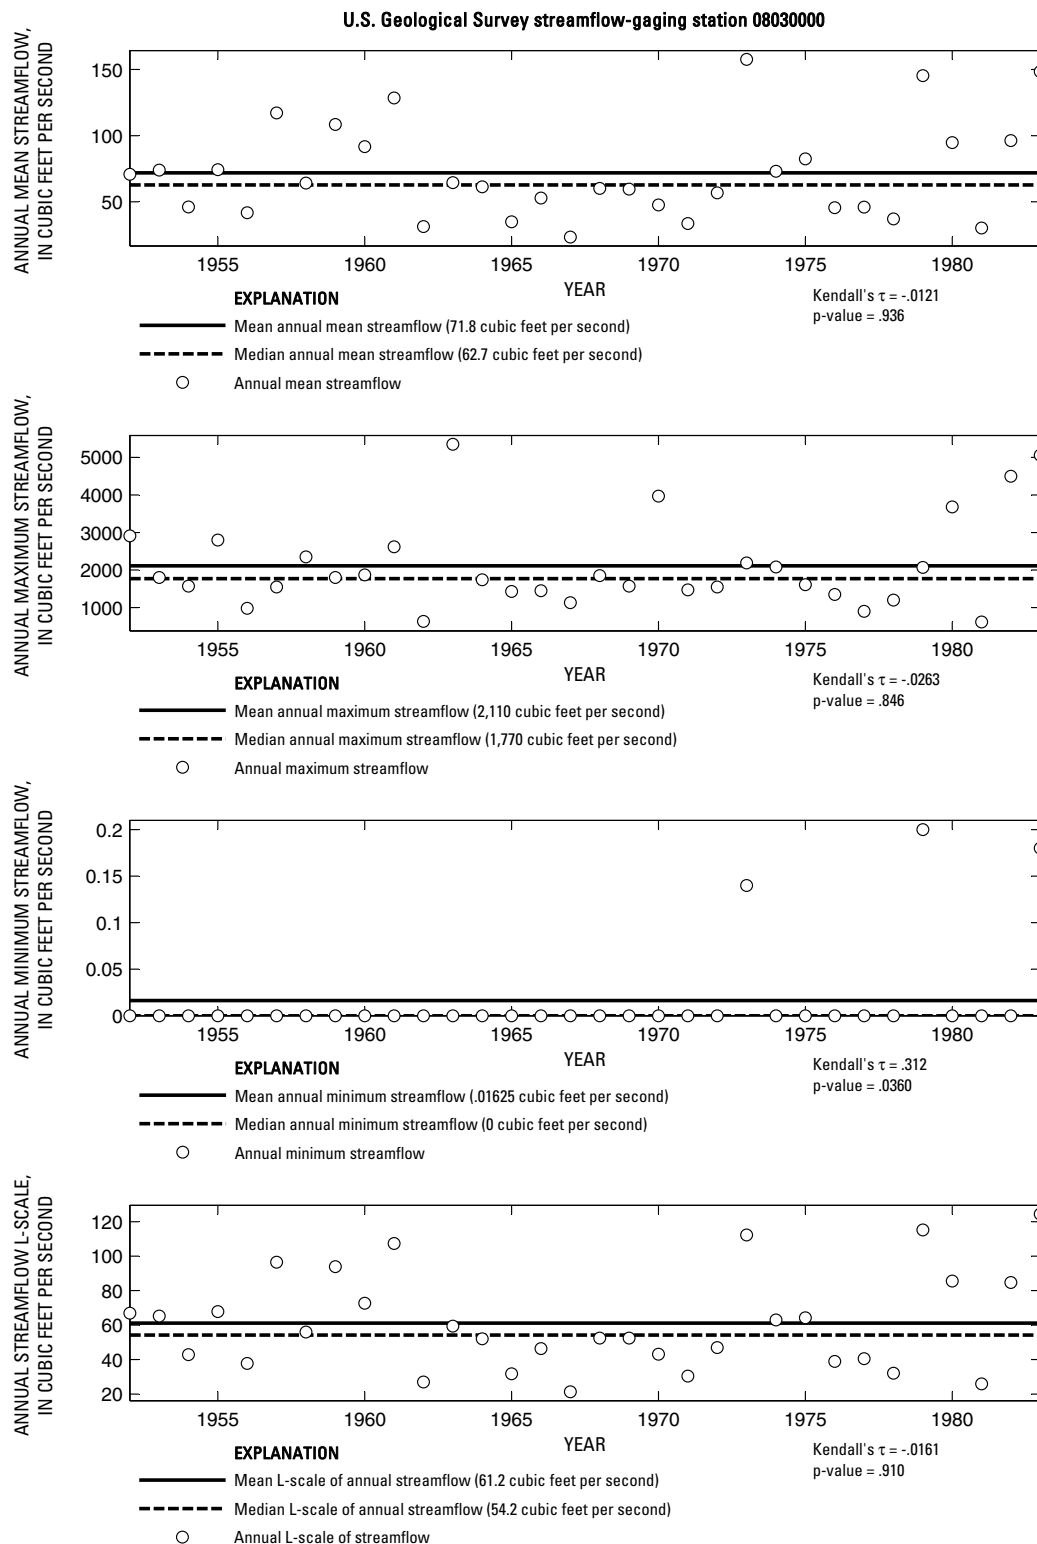 U.S. Geological Survey streamflow-gaging station 08030000
ANNUAL MEAN STREAMFLOW,
IN CUBIC FEET PER SECOND
150
100
50
1955 1960 1965 1970 1975 1980
YEAR
Kendall's τ = -.0121
p-value = .936
EXPLANATION
Mean annual mean streamflow (71.8 cubic feet per second)
Median annual mean streamflow (62.7 cubic feet per second)
Annual mean streamflow
ANNUAL MAXIMUM STREAMFLOW,
IN CUBIC FEET PER SECOND
5000
4000
3000
2000
1000
1955 1960 1965 1970 1975 1980
YEAR
Kendall's τ = -.0263
p-value = .846
EXPLANATION
Mean annual maximum streamflow (2,110 cubic feet per second)
Median annual maximum streamflow (1,770 cubic feet per second)
Annual maximum streamflow
ANNUAL MINIMUM STREAMFLOW,
IN CUBIC FEET PER SECOND
0.2
0.15
0.1
0.05
0
1955 1960 1965 1970 1975 1980
YEAR
Kendall's τ = .312
p-value = .0360
EXPLANATION
Mean annual minimum streamflow (.01625 cubic feet per second)
Median annual minimum streamflow (0 cubic feet per second)
Annual minimum streamflow
ANNUAL STREAMFLOW L-SCALE,
IN CUBIC FEET PER SECOND
120
100
80
60
40
20
1955 1960 1965 1970 1975 1980
YEAR
Kendall's τ = -.0161
p-value = .910
EXPLANATION
Mean L-scale of annual streamflow (61.2 cubic feet per second)
Median L-scale of annual streamflow (54.2 cubic feet per second)
Annual L-scale of streamflow